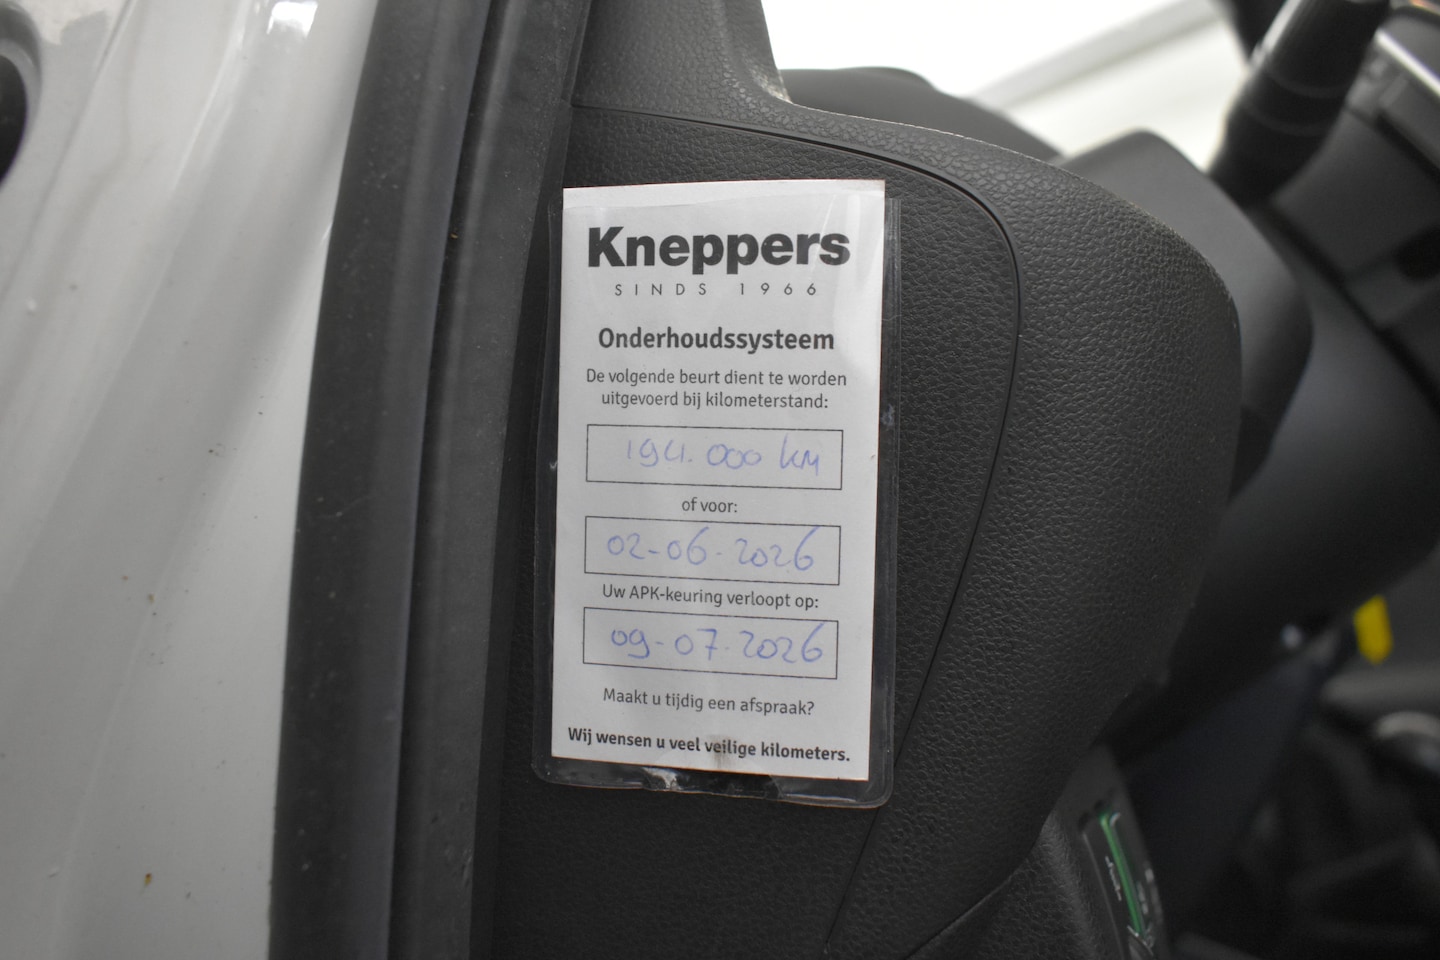 Kneppers
SINDS 1966
Onderhoudssysteem
De volgende beurt dient te worden
uitgevoerd bij kilometerstand:
194.000 km
of voor:
02-06-2026
Uw APK-keuring verloopt op:
09-07-2026
Maakt u tijdig een afspraak?
Wij wensen u veel veilige kilometers.